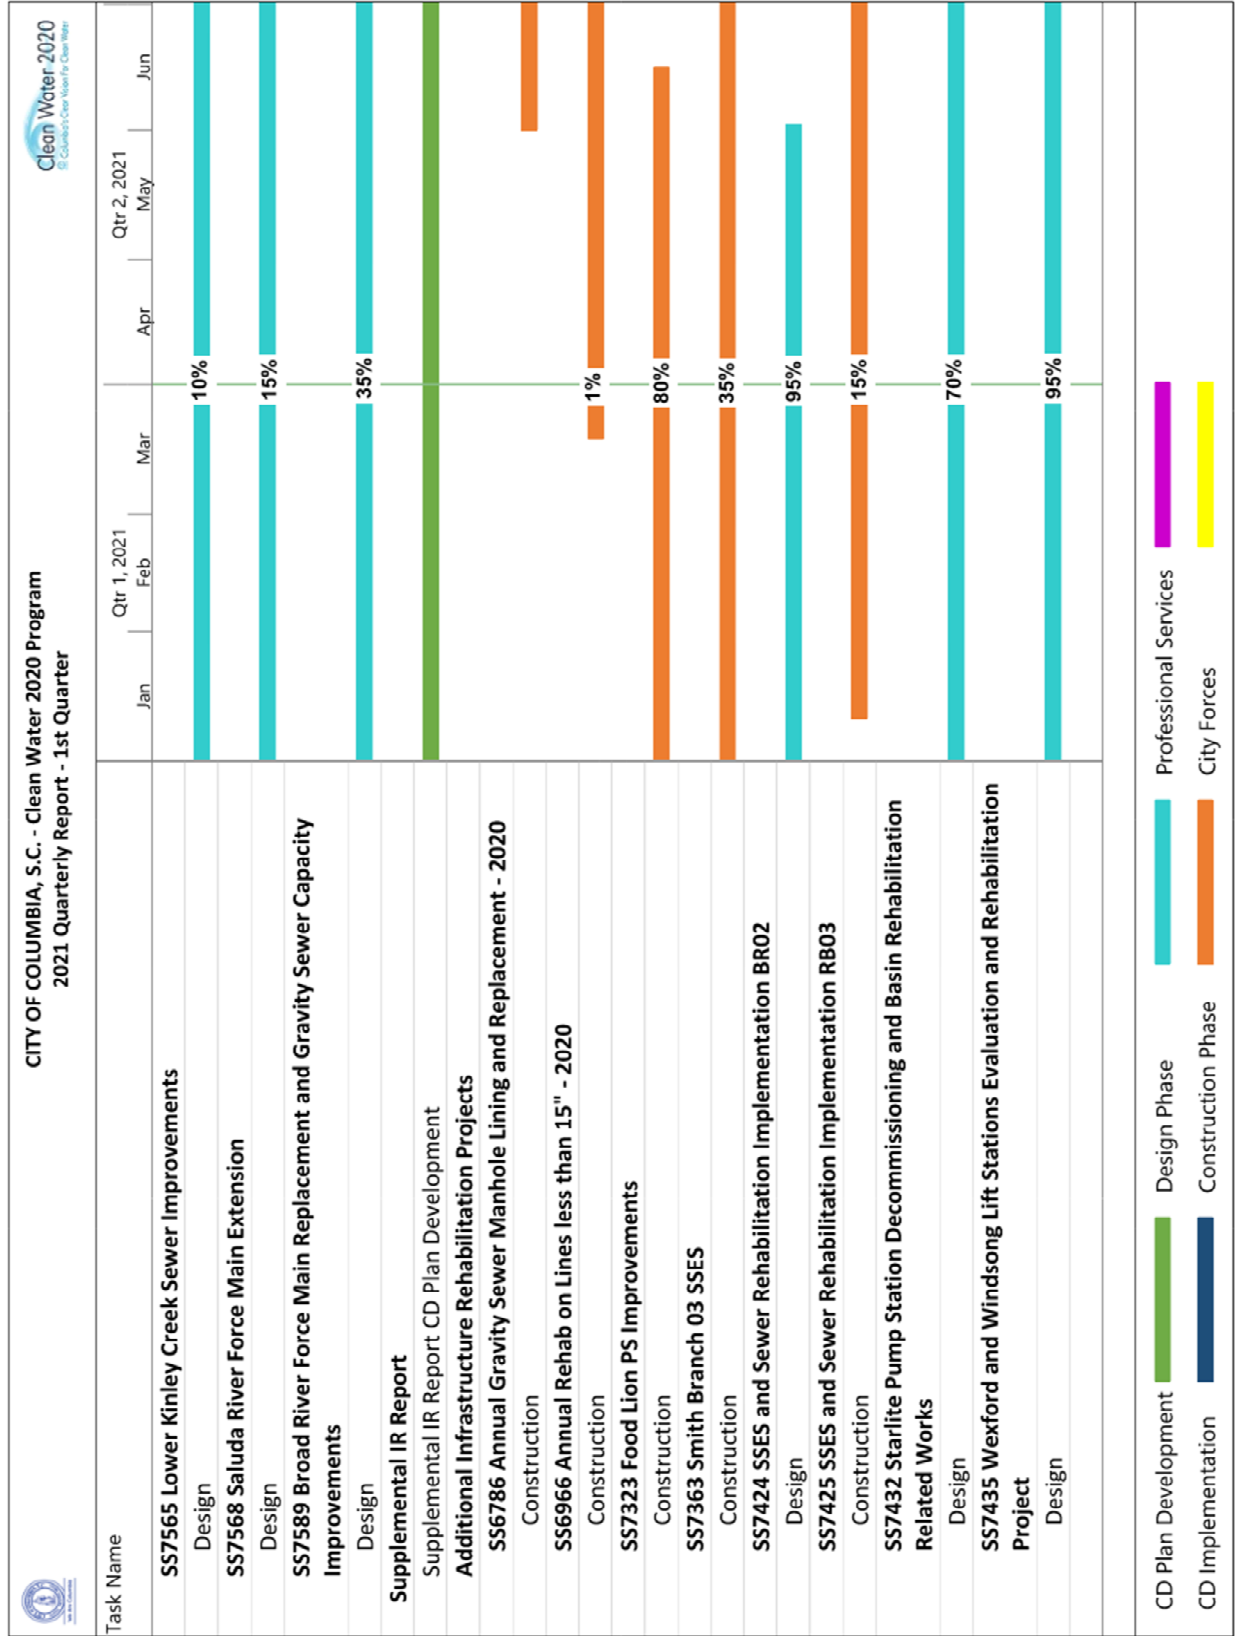 CITY OF COLUMBIA, S.C. - Clean Water 2020 Program
2021 Quarterly Report - 1st Quarter
Clean Water 2020
Columbia's Clear Vision For Clean Water
Task Name
Qtr 1, 2021
Qtr 2, 2021
Jan
Feb
Mar
Apr
May
Jun
SS7565 Lower Kinley Creek Sewer Improvements
Design
10%
SS7568 Saluda River Force Main Extension
Design
15%
SS7589 Broad River Force Main Replacement and Gravity Sewer Capacity
Improvements
Design
35%
Supplemental IR Report
Supplemental IR Report CD Plan Development
Additional Infrastructure Rehabilitation Projects
SS6786 Annual Gravity Sewer Manhole Lining and Replacement - 2020
Construction
SS6966 Annual Rehab on Lines less than 15" - 2020
Construction
1%
SS7323 Food Lion PS Improvements
Construction
80%
SS7363 Smith Branch 03 SSES
Construction
35%
SS7424 SSES and Sewer Rehabilitation Implementation BR02
Design
95%
SS7425 SSES and Sewer Rehabilitation Implementation RB03
Construction
15%
SS7432 Starlite Pump Station Decommissioning and Basin Rehabilitation
Related Works
Design
70%
SS7435 Wexford and Windsong Lift Stations Evaluation and Rehabilitation
Project
Design
95%
CD Plan Development
Design Phase
Professional Services
CD Implementation
Construction Phase
City Forces